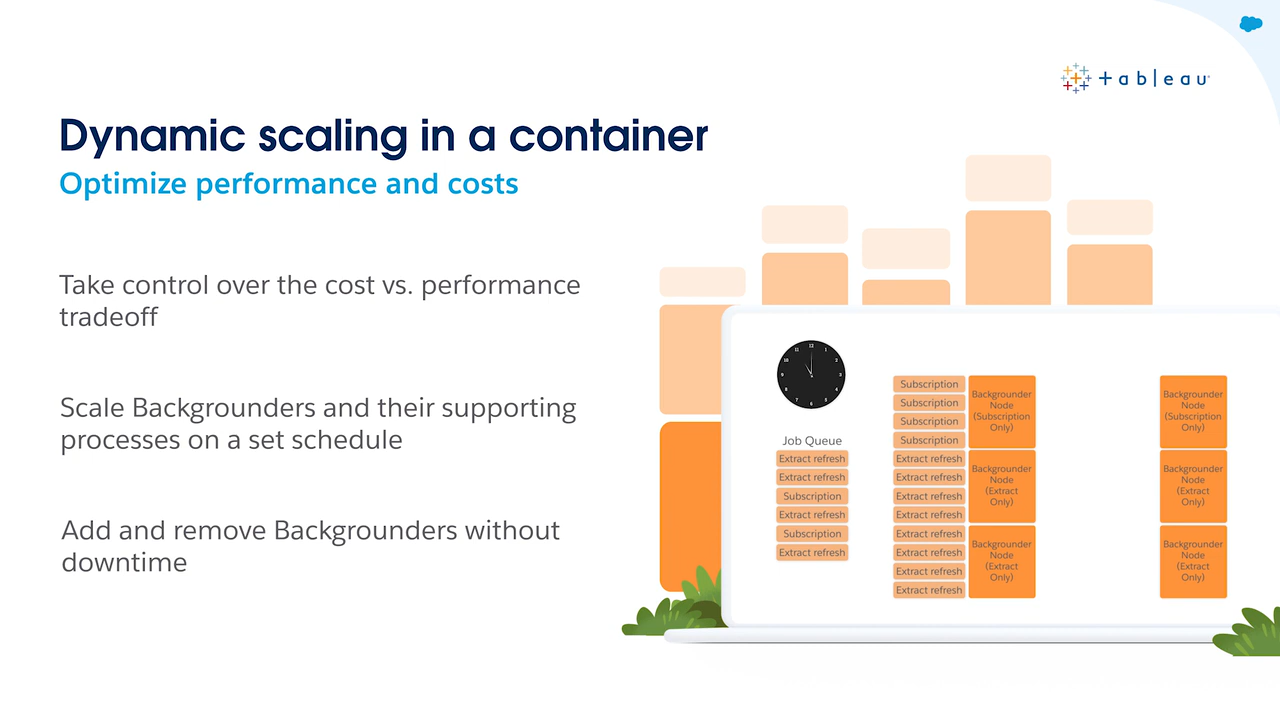 tableau
Dynamic scaling in a container
Optimize performance and costs
Take control over the cost vs. performance
tradeoff
Scale Backgrounders and their supporting
processes on a set schedule
Add and remove Backgrounders without
downtime
Job Queue
Extract refresh
Extract refresh
Subscription
Extract refresh
Subscription
Extract refresh
Subscription
Subscription
Subscription
Subscription
Extract refresh
Extract refresh
Extract refresh
Extract refresh
Extract refresh
Extract refresh
Extract refresh
Extract refresh
Backgrounder
Node
(Subscription
Only)
Backgrounder
Node
(Extract
Only)
Backgrounder
Node
(Extract
Only)
Backgrounder
Node
(Subscription
Only)
Backgrounder
Node
(Extract
Only)
Backgrounder
Node
(Extract
Only)